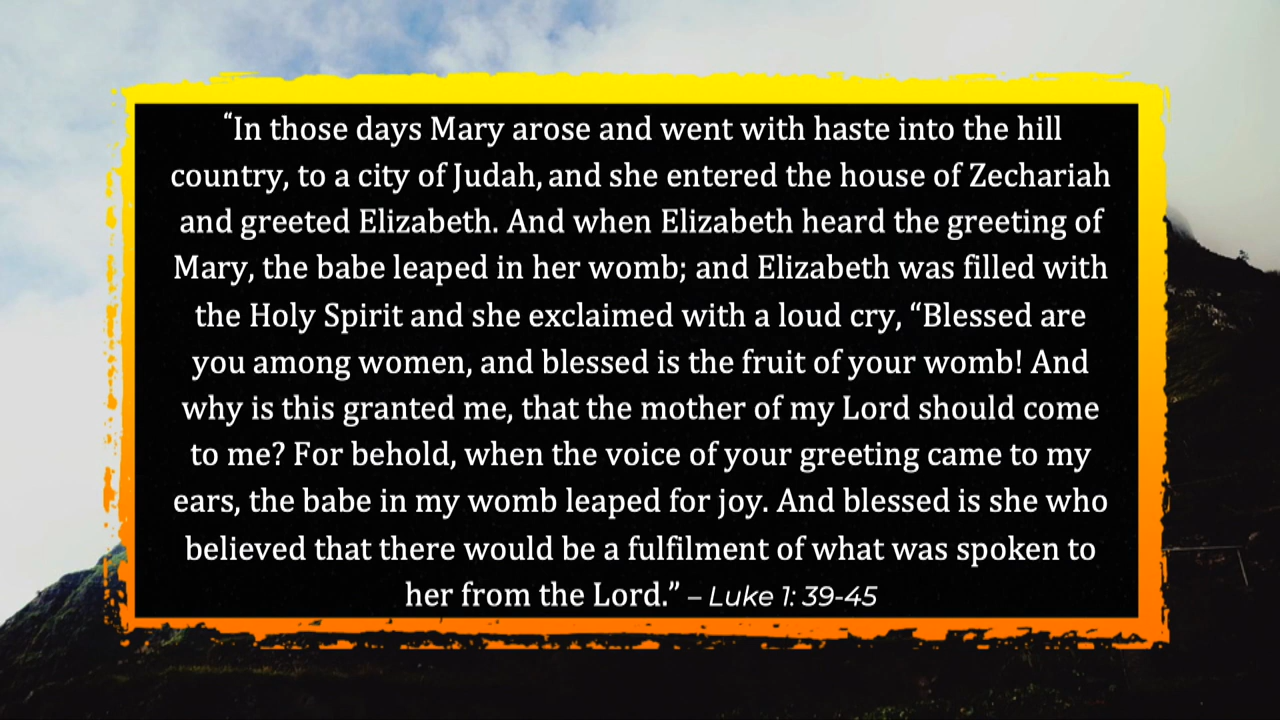 “In those days Mary arose and went with haste into the hill
country, to a city of Judah, and she entered the house of Zechariah
and greeted Elizabeth. And when Elizabeth heard the greeting of
Mary, the babe leaped in her womb; and Elizabeth was filled with
the Holy Spirit and she exclaimed with a loud cry, “Blessed are
you among women, and blessed is the fruit of your womb! And
why is this granted me, that the mother of my Lord should come
to me? For behold, when the voice of your greeting came to my
ears, the babe in my womb leaped for joy. And blessed is she who
believed that there would be a fulfilment of what was spoken to
her from the Lord.” – Luke 1: 39-45